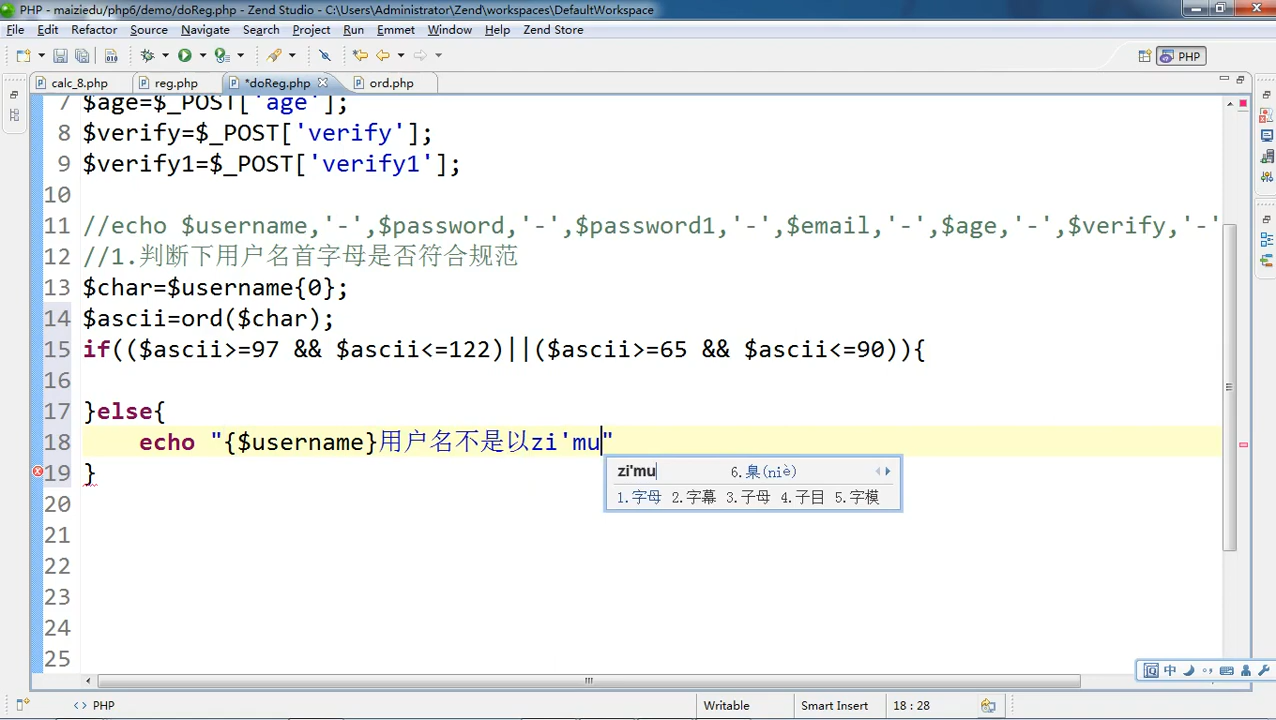 PHP - maiziedu/php6/demo/doReg.php - Zend Studio - C:\Users\Administrator\Zend\workspaces\DefaultWorkspace
File Edit Refactor Source Navigate Search Project Run Emmet Window Help Zend Store
PHP
calc_8.php reg.php *doReg.php ord.php
7 $age=$_POST['age'];
8 $verify=$_POST['verify'];
9 $verify1=$_POST['verify1'];
10
11 //echo $username,'-',$password,'-',$password1,'-',$email,'-',$age,'-',$verify,'-'
12 //1.判断下用户名首字母是否符合规范
13 $char=$username{0};
14 $ascii=ord($char);
15 if(($ascii>=97 && $ascii<=122)||($ascii>=65 && $ascii<=90)){
16
17 }else{
18 echo "{$username}用户名不是以zi'mu"
19 }
zi'mu 6.臬(niè)
1.字母 2.字幕 3.子母 4.子目 5.字模
20
21
22
23
24
25
中
PHP Writable Smart Insert 18 : 28